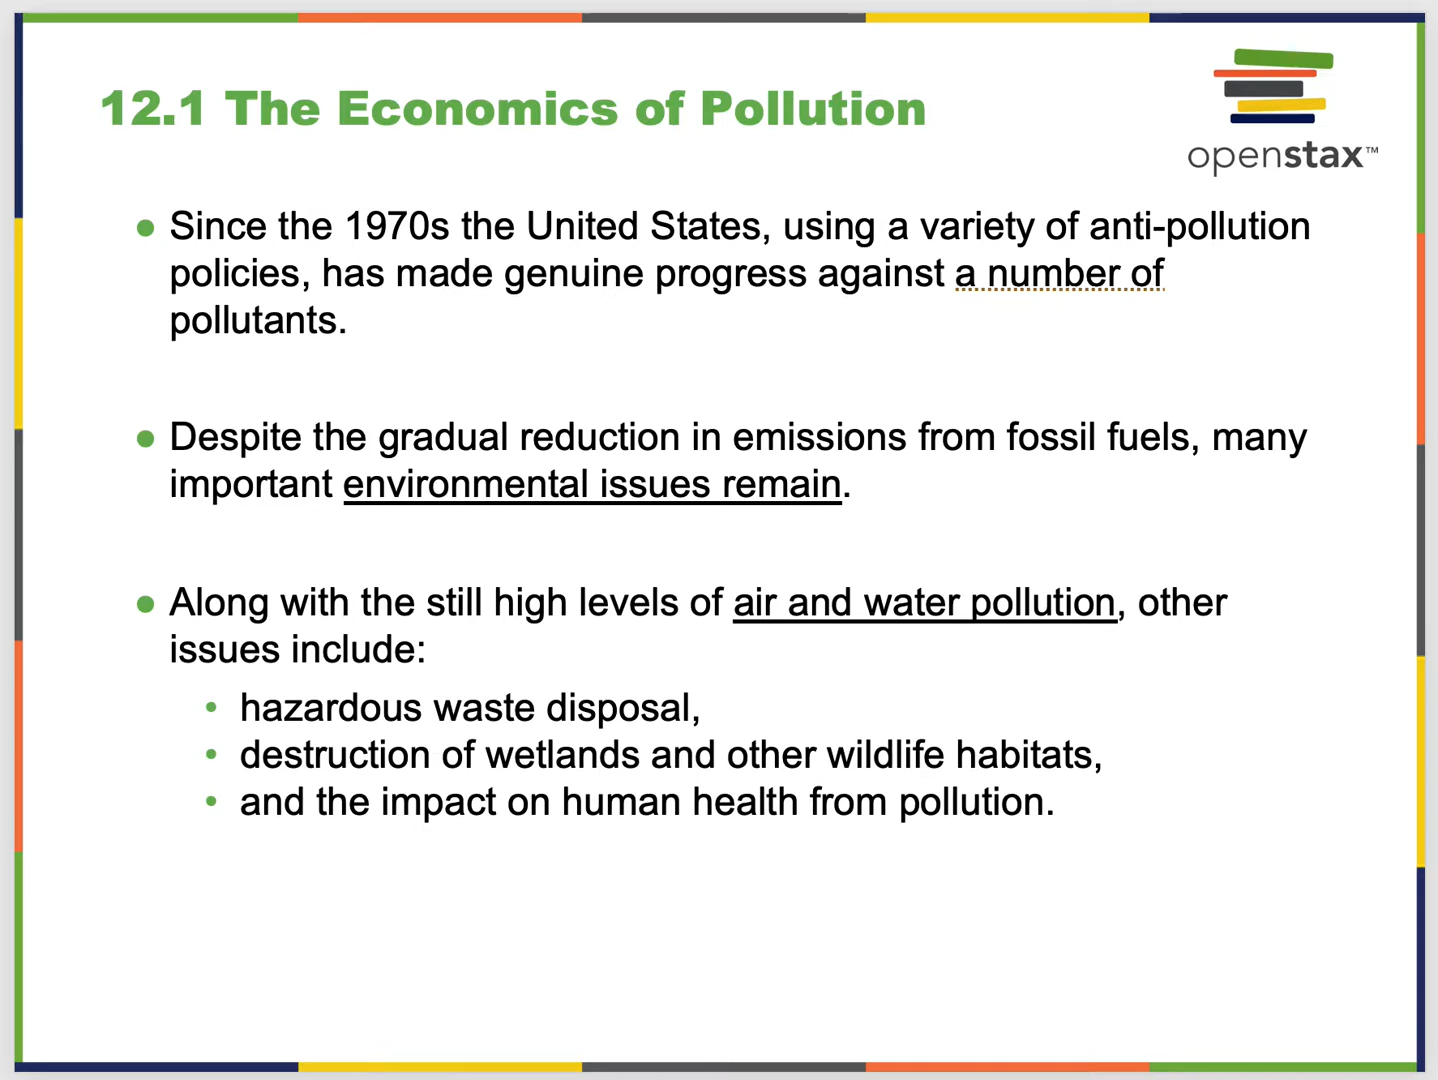 12.1 The Economics of Pollution
openstax™
● Since the 1970s the United States, using a variety of anti-pollution
policies, has made genuine progress against a number of
pollutants.
● Despite the gradual reduction in emissions from fossil fuels, many
important environmental issues remain.
● Along with the still high levels of air and water pollution, other
issues include:
• hazardous waste disposal,
• destruction of wetlands and other wildlife habitats,
• and the impact on human health from pollution.